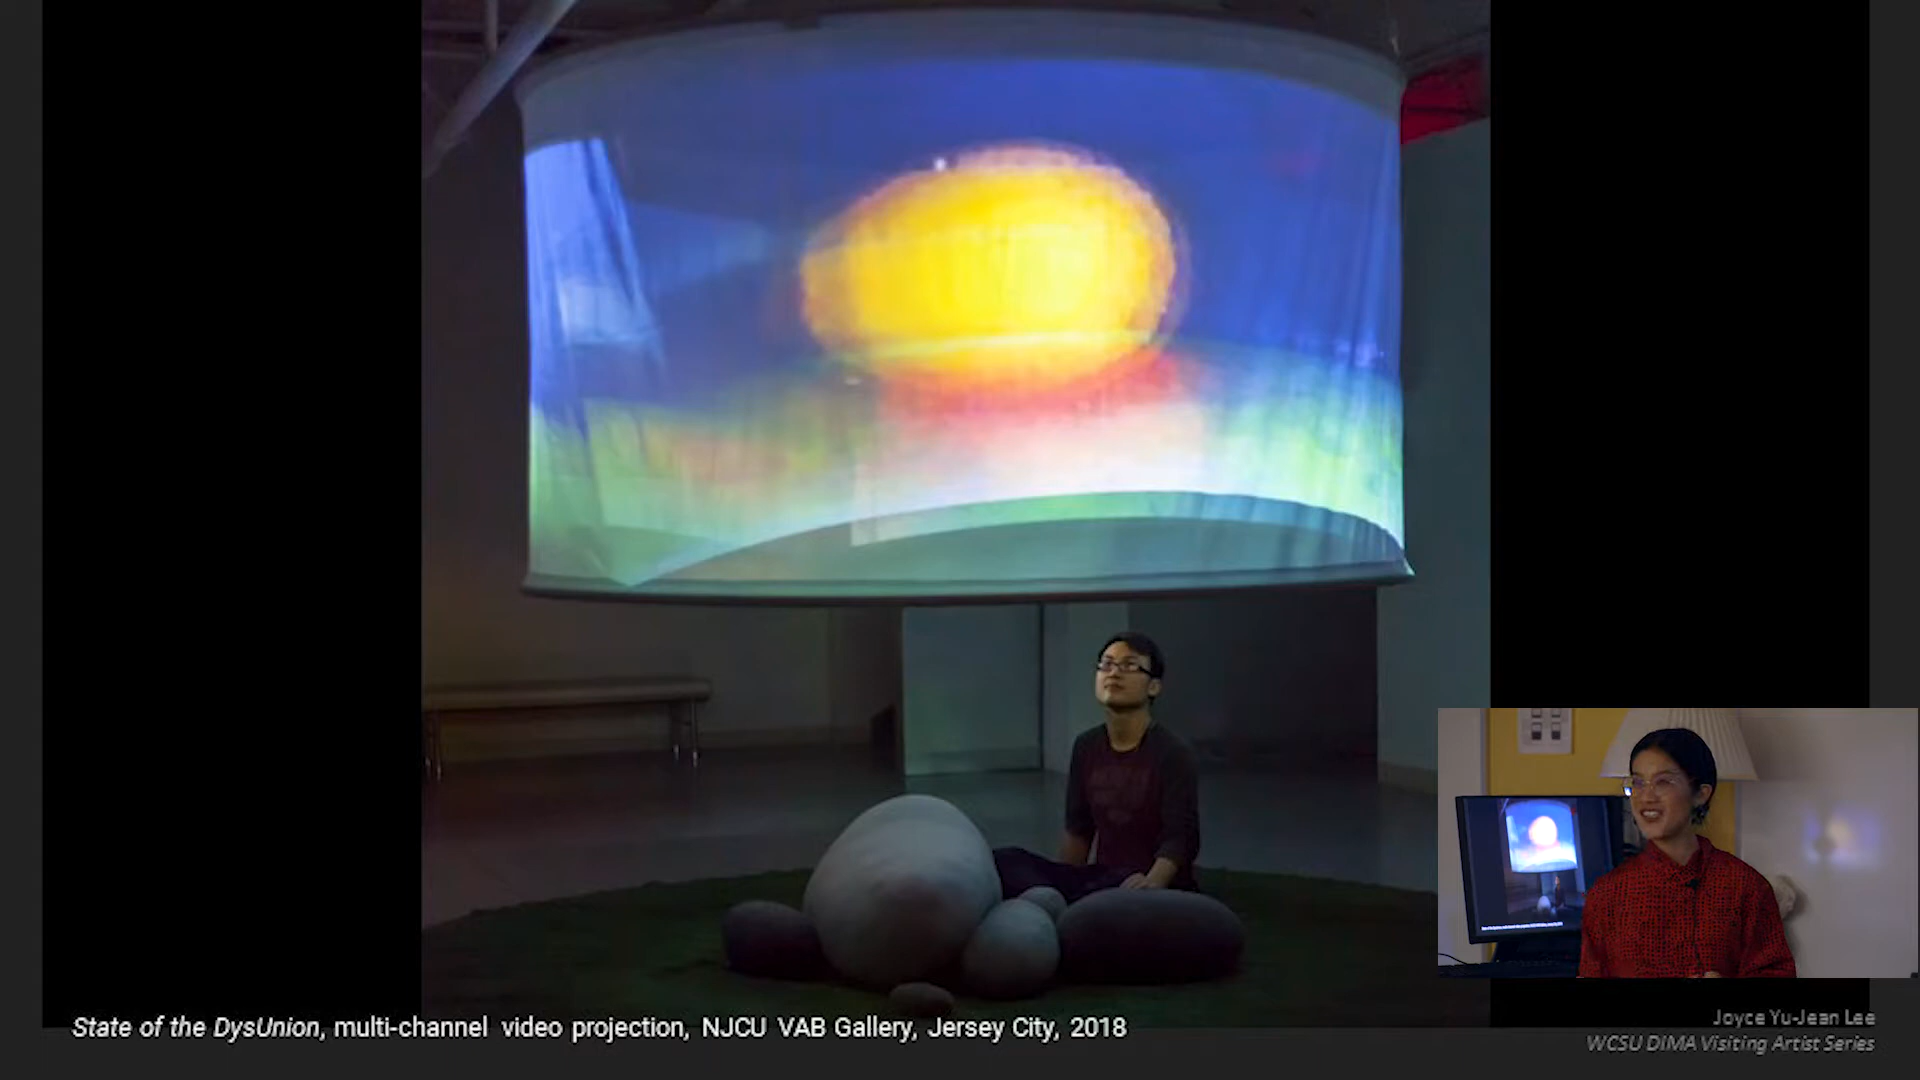 State of the DysUnion, multi-channel video projection, NJCU VAB Gallery, Jersey City, 2018
Joyce Yu-Jean Lee
WCSU DIMA Visiting Artist Series